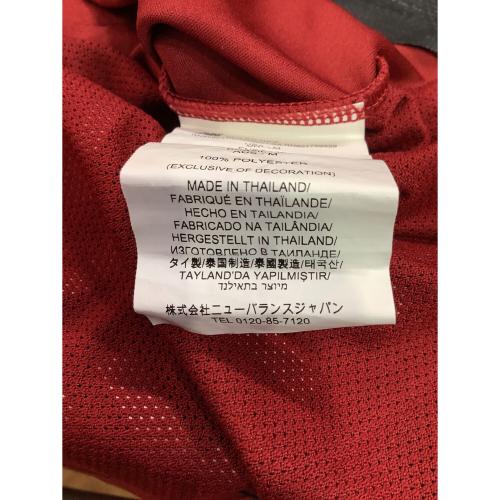 100% POLYESTER
(EXCLUSIVE OF DECORATION)
MADE IN THAILAND/
FABRIQUÉ EN THAÏLANDE/
HECHO EN TAILANDIA/
FABRICADO NA TAILÂNDIA/
HERGESTELLT IN THAILAND/
ИЗГОТОВЛЕНО В ТАИЛАНДЕ/
タイ製/泰国制造/泰國製造/태국산/
TAYLAND'DA YAPILMIŞTIR/
מיוצר בתאילנד
株式会社ニューバランスジャパン
TEL 0120-85-7120